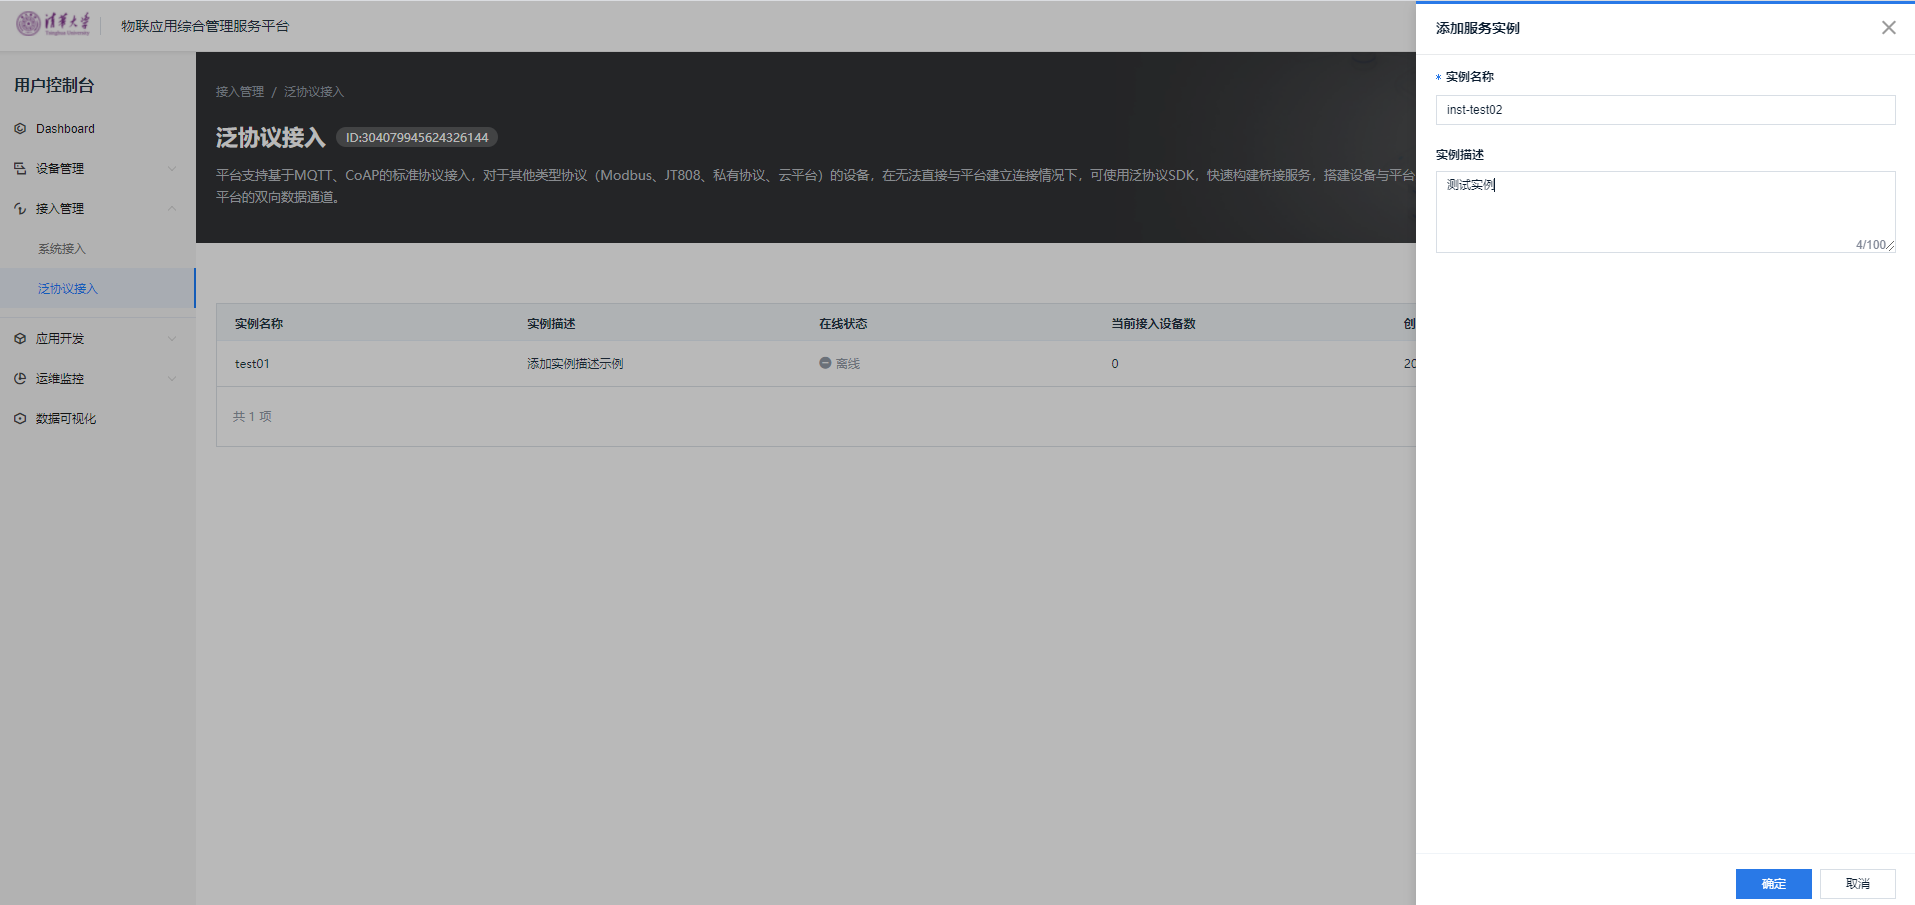 清华大学
Tsinghua University
物联应用综合管理服务平台
用户控制台
Dashboard
设备管理
接入管理
系统接入
泛协议接入
应用开发
运维监控
数据可视化
接入管理 / 泛协议接入
泛协议接入 ID:304079945624326144
平台支持基于MQTT、CoAP的标准协议接入，对于其他类型协议（Modbus、JT808、私有协议、云平台）的设备，在无法直接与平台建立连接情况下，可使用泛协议SDK，快速构建桥接服务，搭建设备与平台
平台的双向数据通道。
实例名称 实例描述 在线状态 当前接入设备数 创
test01 添加实例描述示例 离线 0 20
共 1 项
添加服务实例
* 实例名称
inst-test02
实例描述
测试实例
4/100
确定 取消